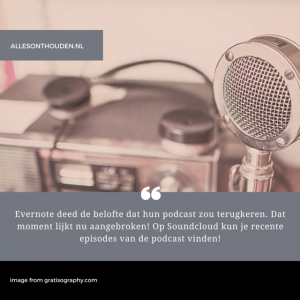 ALLESONTHOUDEN.NL
“
Evernote deed de belofte dat hun podcast zou terugkeren. Dat
moment lijkt nu aangebroken! Op Soundcloud kun je recente
episodes van de podcast vinden!
image from gratisography.com